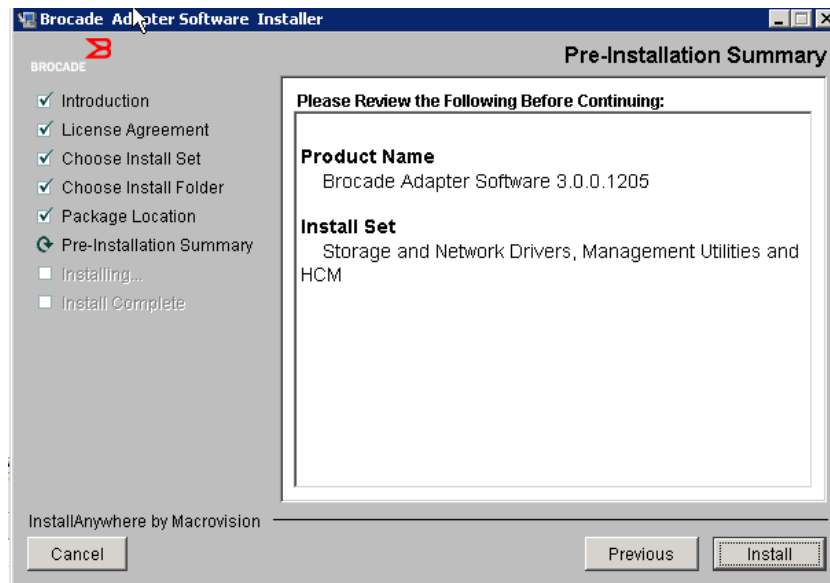 Brocade Adapter Software Installer
BROCADE
Pre-Installation Summary
Introduction
License Agreement
Choose Install Set
Choose Install Folder
Package Location
Pre-Installation Summary
Installing...
Install Complete
Please Review the Following Before Continuing:
Product Name
Brocade Adapter Software 3.0.0.1205
Install Set
Storage and Network Drivers, Management Utilities and
HCM
InstallAnywhere by Macrovision
Cancel
Previous
Install